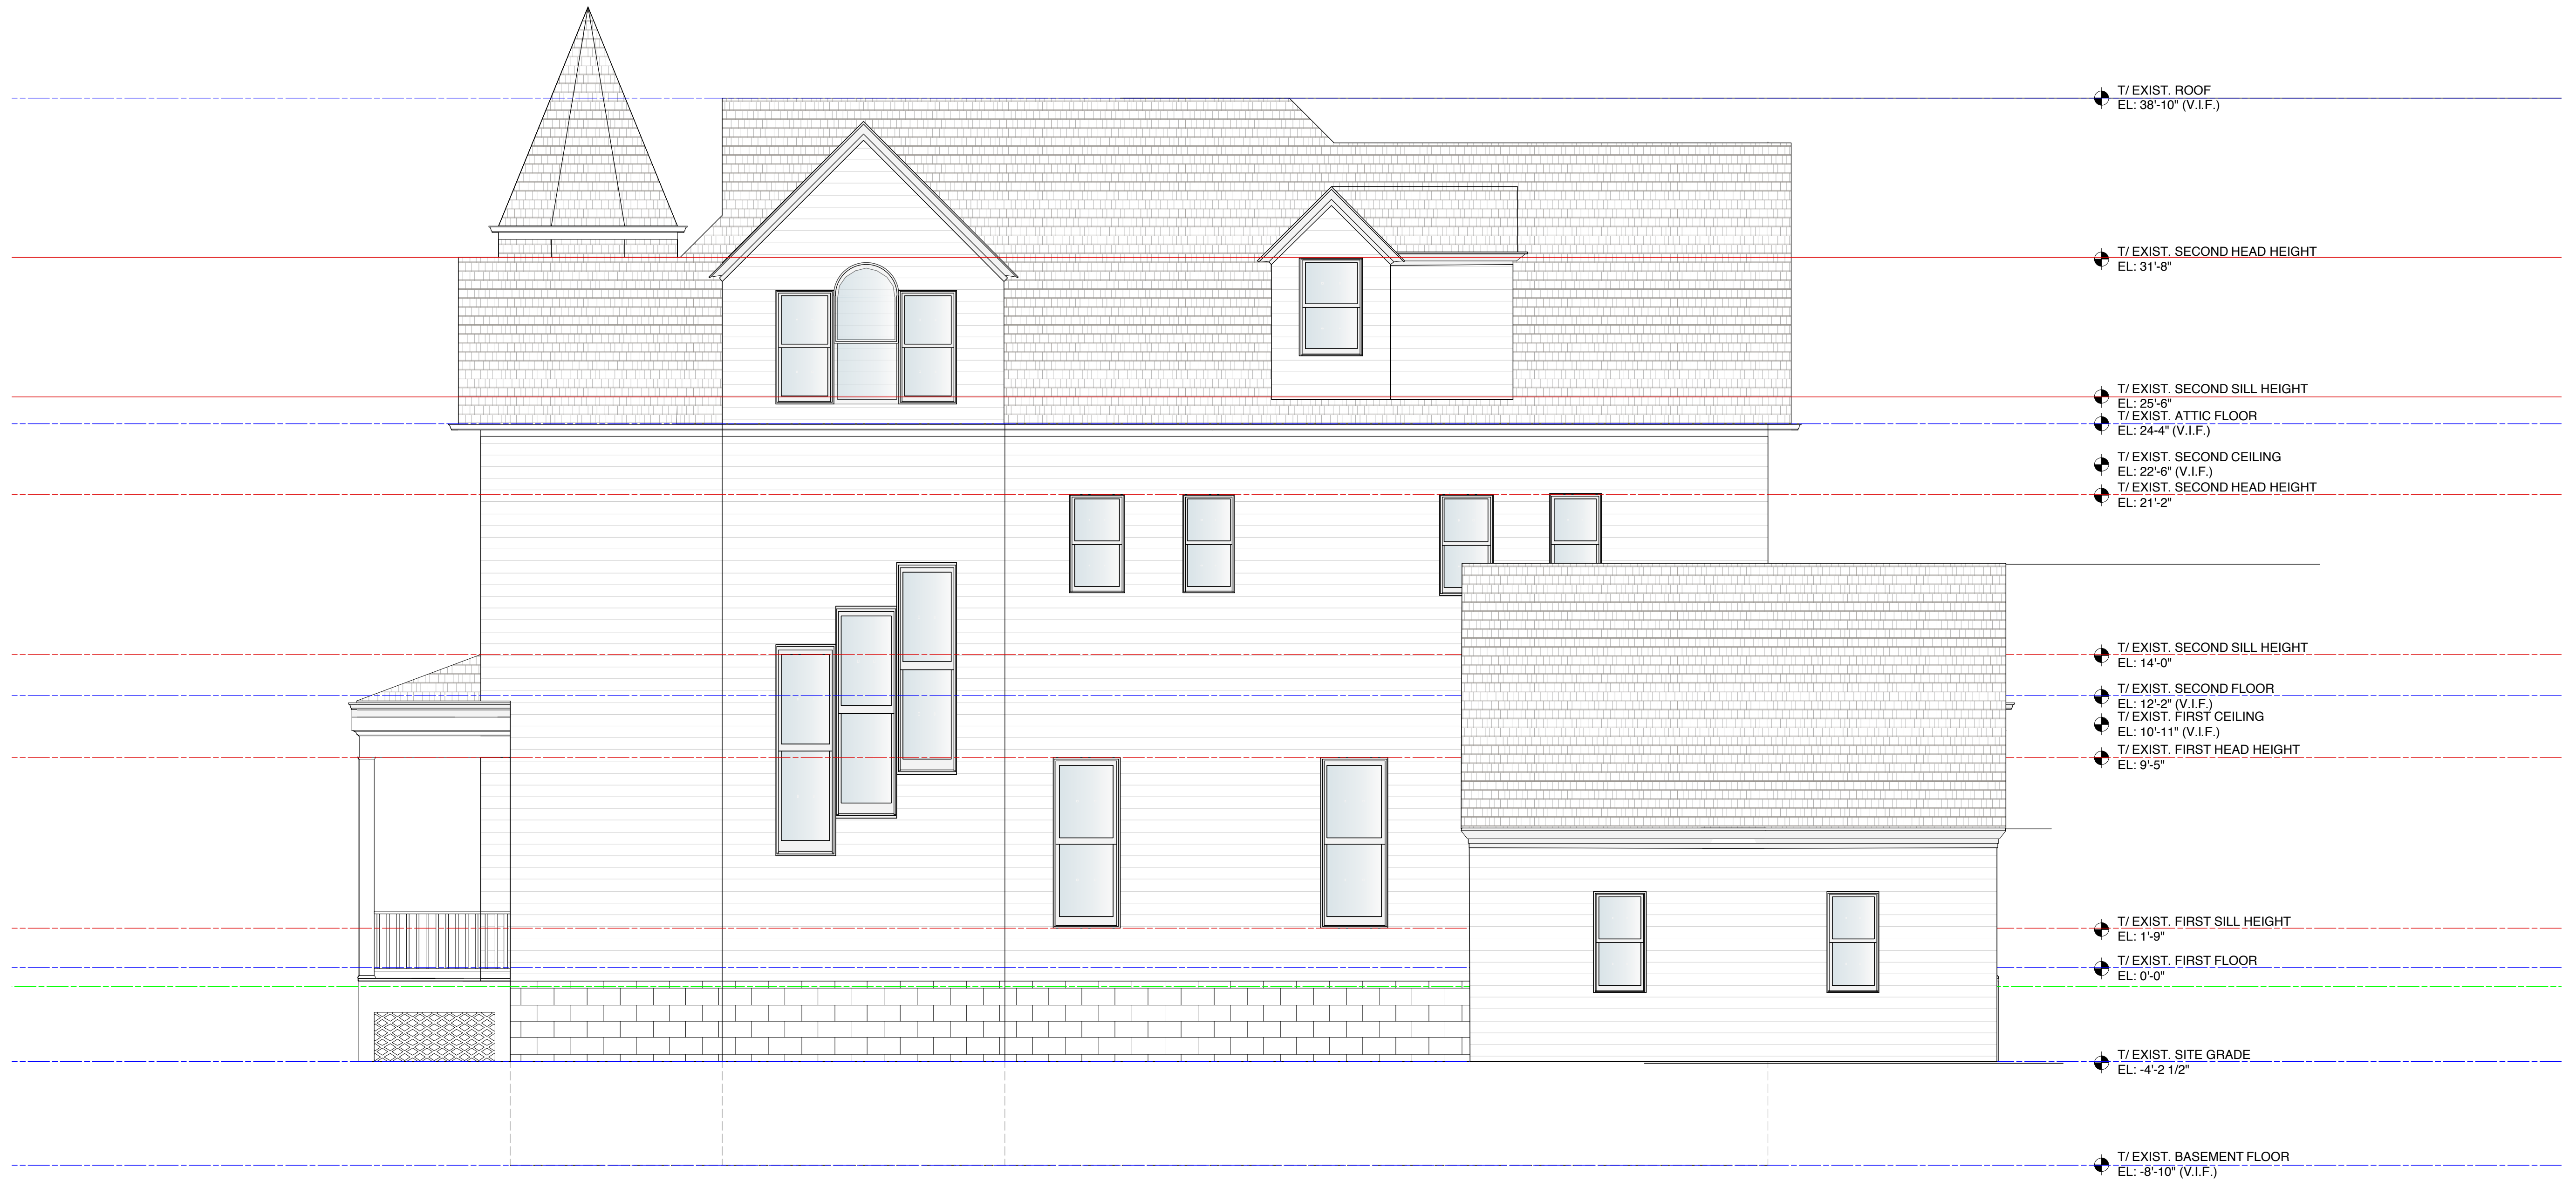 T/ EXIST. ROOF
EL: 38'-10" (V.I.F.)
T/ EXIST. SECOND HEAD HEIGHT
EL: 31'-8"
T/ EXIST. SECOND SILL HEIGHT
EL: 25'-6"
T/ EXIST. ATTIC FLOOR
EL: 24-4" (V.I.F.)
T/ EXIST. SECOND CEILING
EL: 22'-6" (V.I.F.)
T/ EXIST. SECOND HEAD HEIGHT
EL: 21'-2"
T/ EXIST. SECOND SILL HEIGHT
EL: 14'-0"
T/ EXIST. SECOND FLOOR
EL: 12'-2" (V.I.F.)
T/ EXIST. FIRST CEILING
EL: 10'-11" (V.I.F.)
T/ EXIST. FIRST HEAD HEIGHT
EL: 9'-5"
T/ EXIST. FIRST SILL HEIGHT
EL: 1'-9"
T/ EXIST. FIRST FLOOR
EL: 0'-0"
T/ EXIST. SITE GRADE
EL: -4'-2 1/2"
T/ EXIST. BASEMENT FLOOR
EL: -8'-10" (V.I.F.)